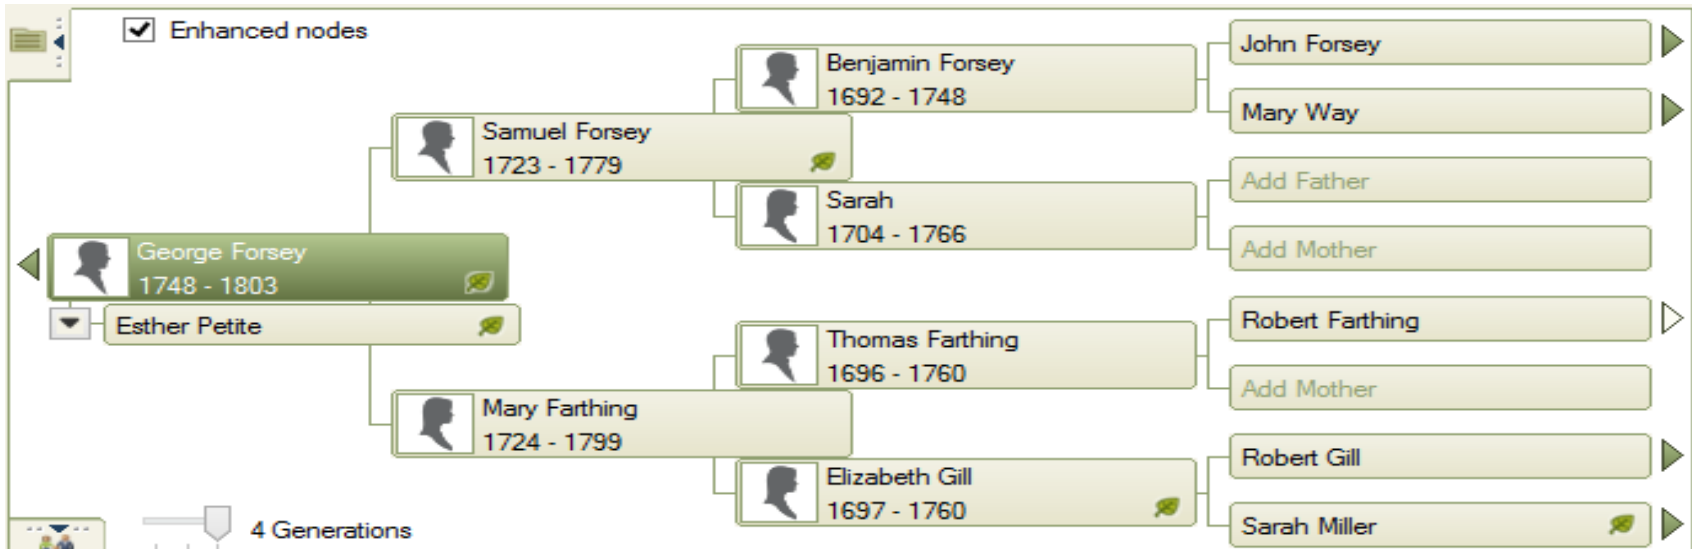 Enhanced nodes
John Forsey
Benjamin Forsey
1692 - 1748
Mary Way
Samuel Forsey
1723 - 1779
Add Father
Sarah
1704 - 1766
Add Mother
George Forsey
1748 - 1803
Esther Petite
Robert Farthing
Thomas Farthing
1696 - 1760
Add Mother
Mary Farthing
1724 - 1799
Robert Gill
Elizabeth Gill
1697 - 1760
Sarah Miller
4 Generations